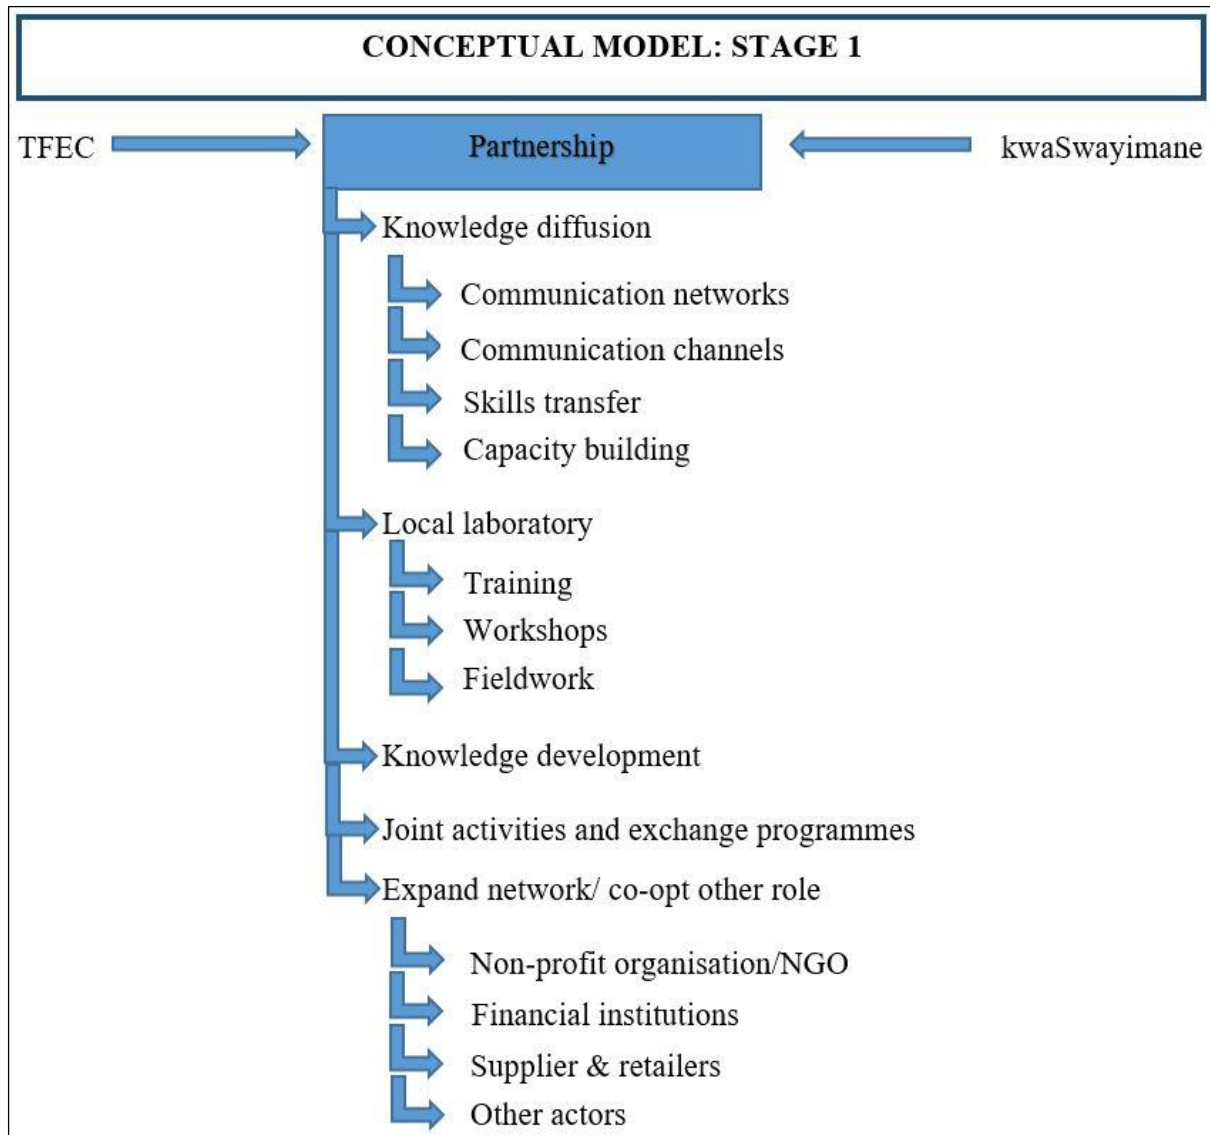 CONCEPTUAL MODEL: STAGE 1
TFEC
Partnership
kwaSwayimane
Knowledge diffusion
Communication networks
Communication channels
Skills transfer
Capacity building
Local laboratory
Training
Workshops
Fieldwork
Knowledge development
Joint activities and exchange programmes
Expand network/ co-opt other role
Non-profit organisation/NGO
Financial institutions
Supplier & retailers
Other actors